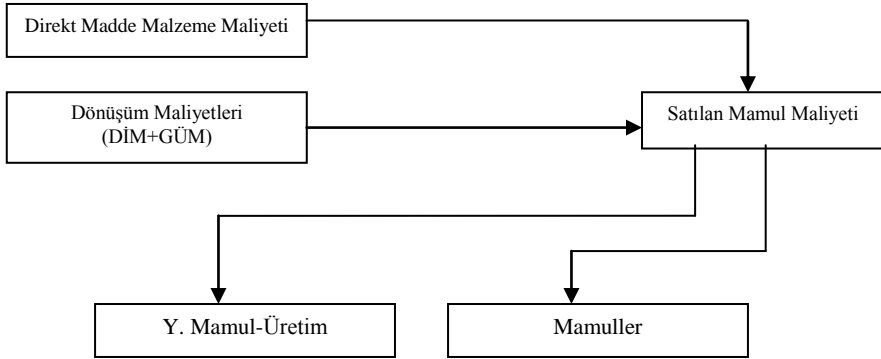 Direkt Madde Malzeme Maliyeti
Dönüşüm Maliyetleri
(DİM+GÜM)
Satılan Mamul Maliyeti
Y. Mamul-Üretim
Mamuller